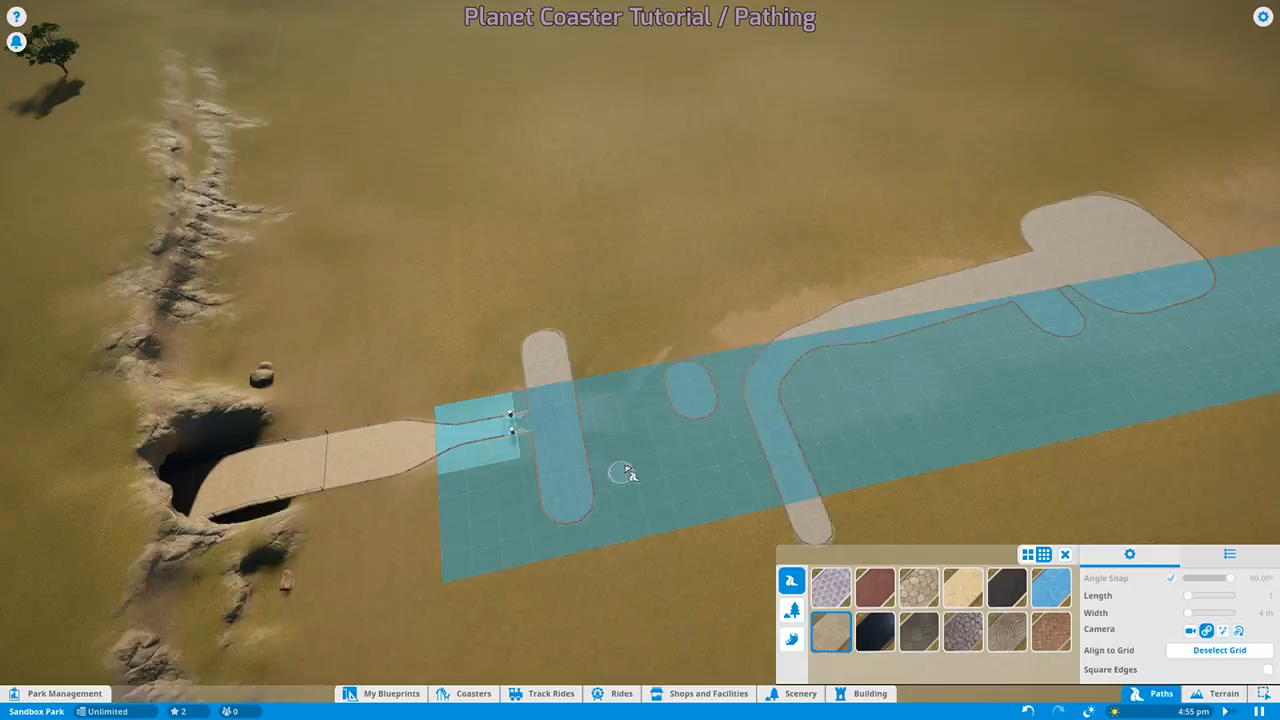 Planet Coaster Tutorial / Pathing
?
Angle Snap 90.00°
Length 1
Width 4 m
Camera
Align to Grid Deselect Grid
Square Edges
Park Management My Blueprints Coasters Track Rides Rides Shops and Facilities Scenery Building Paths Terrain
Sandbox Park Unlimited 2 0 4:55 pm